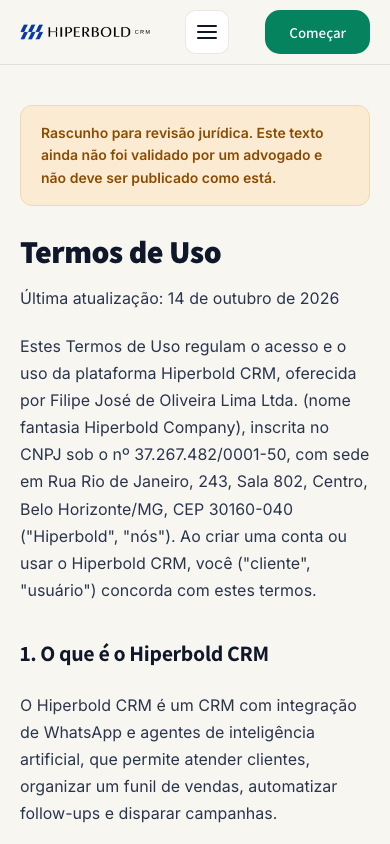 HIPERBOLD CRM
Começar
Rascunho para revisão jurídica. Este texto
ainda não foi validado por um advogado e
não deve ser publicado como está.
Termos de Uso
Última atualização: 14 de outubro de 2026
Estes Termos de Uso regulam o acesso e o
uso da plataforma Hiperbold CRM, oferecida
por Filipe José de Oliveira Lima Ltda. (nome
fantasia Hiperbold Company), inscrita no
CNPJ sob o nº 37.267.482/0001-50, com sede
em Rua Rio de Janeiro, 243, Sala 802, Centro,
Belo Horizonte/MG, CEP 30160-040
("Hiperbold", "nós"). Ao criar uma conta ou
usar o Hiperbold CRM, você ("cliente",
"usuário") concorda com estes termos.
1. O que é o Hiperbold CRM
O Hiperbold CRM é um CRM com integração
de WhatsApp e agentes de inteligência
artificial, que permite atender clientes,
organizar um funil de vendas, automatizar
follow-ups e disparar campanhas.